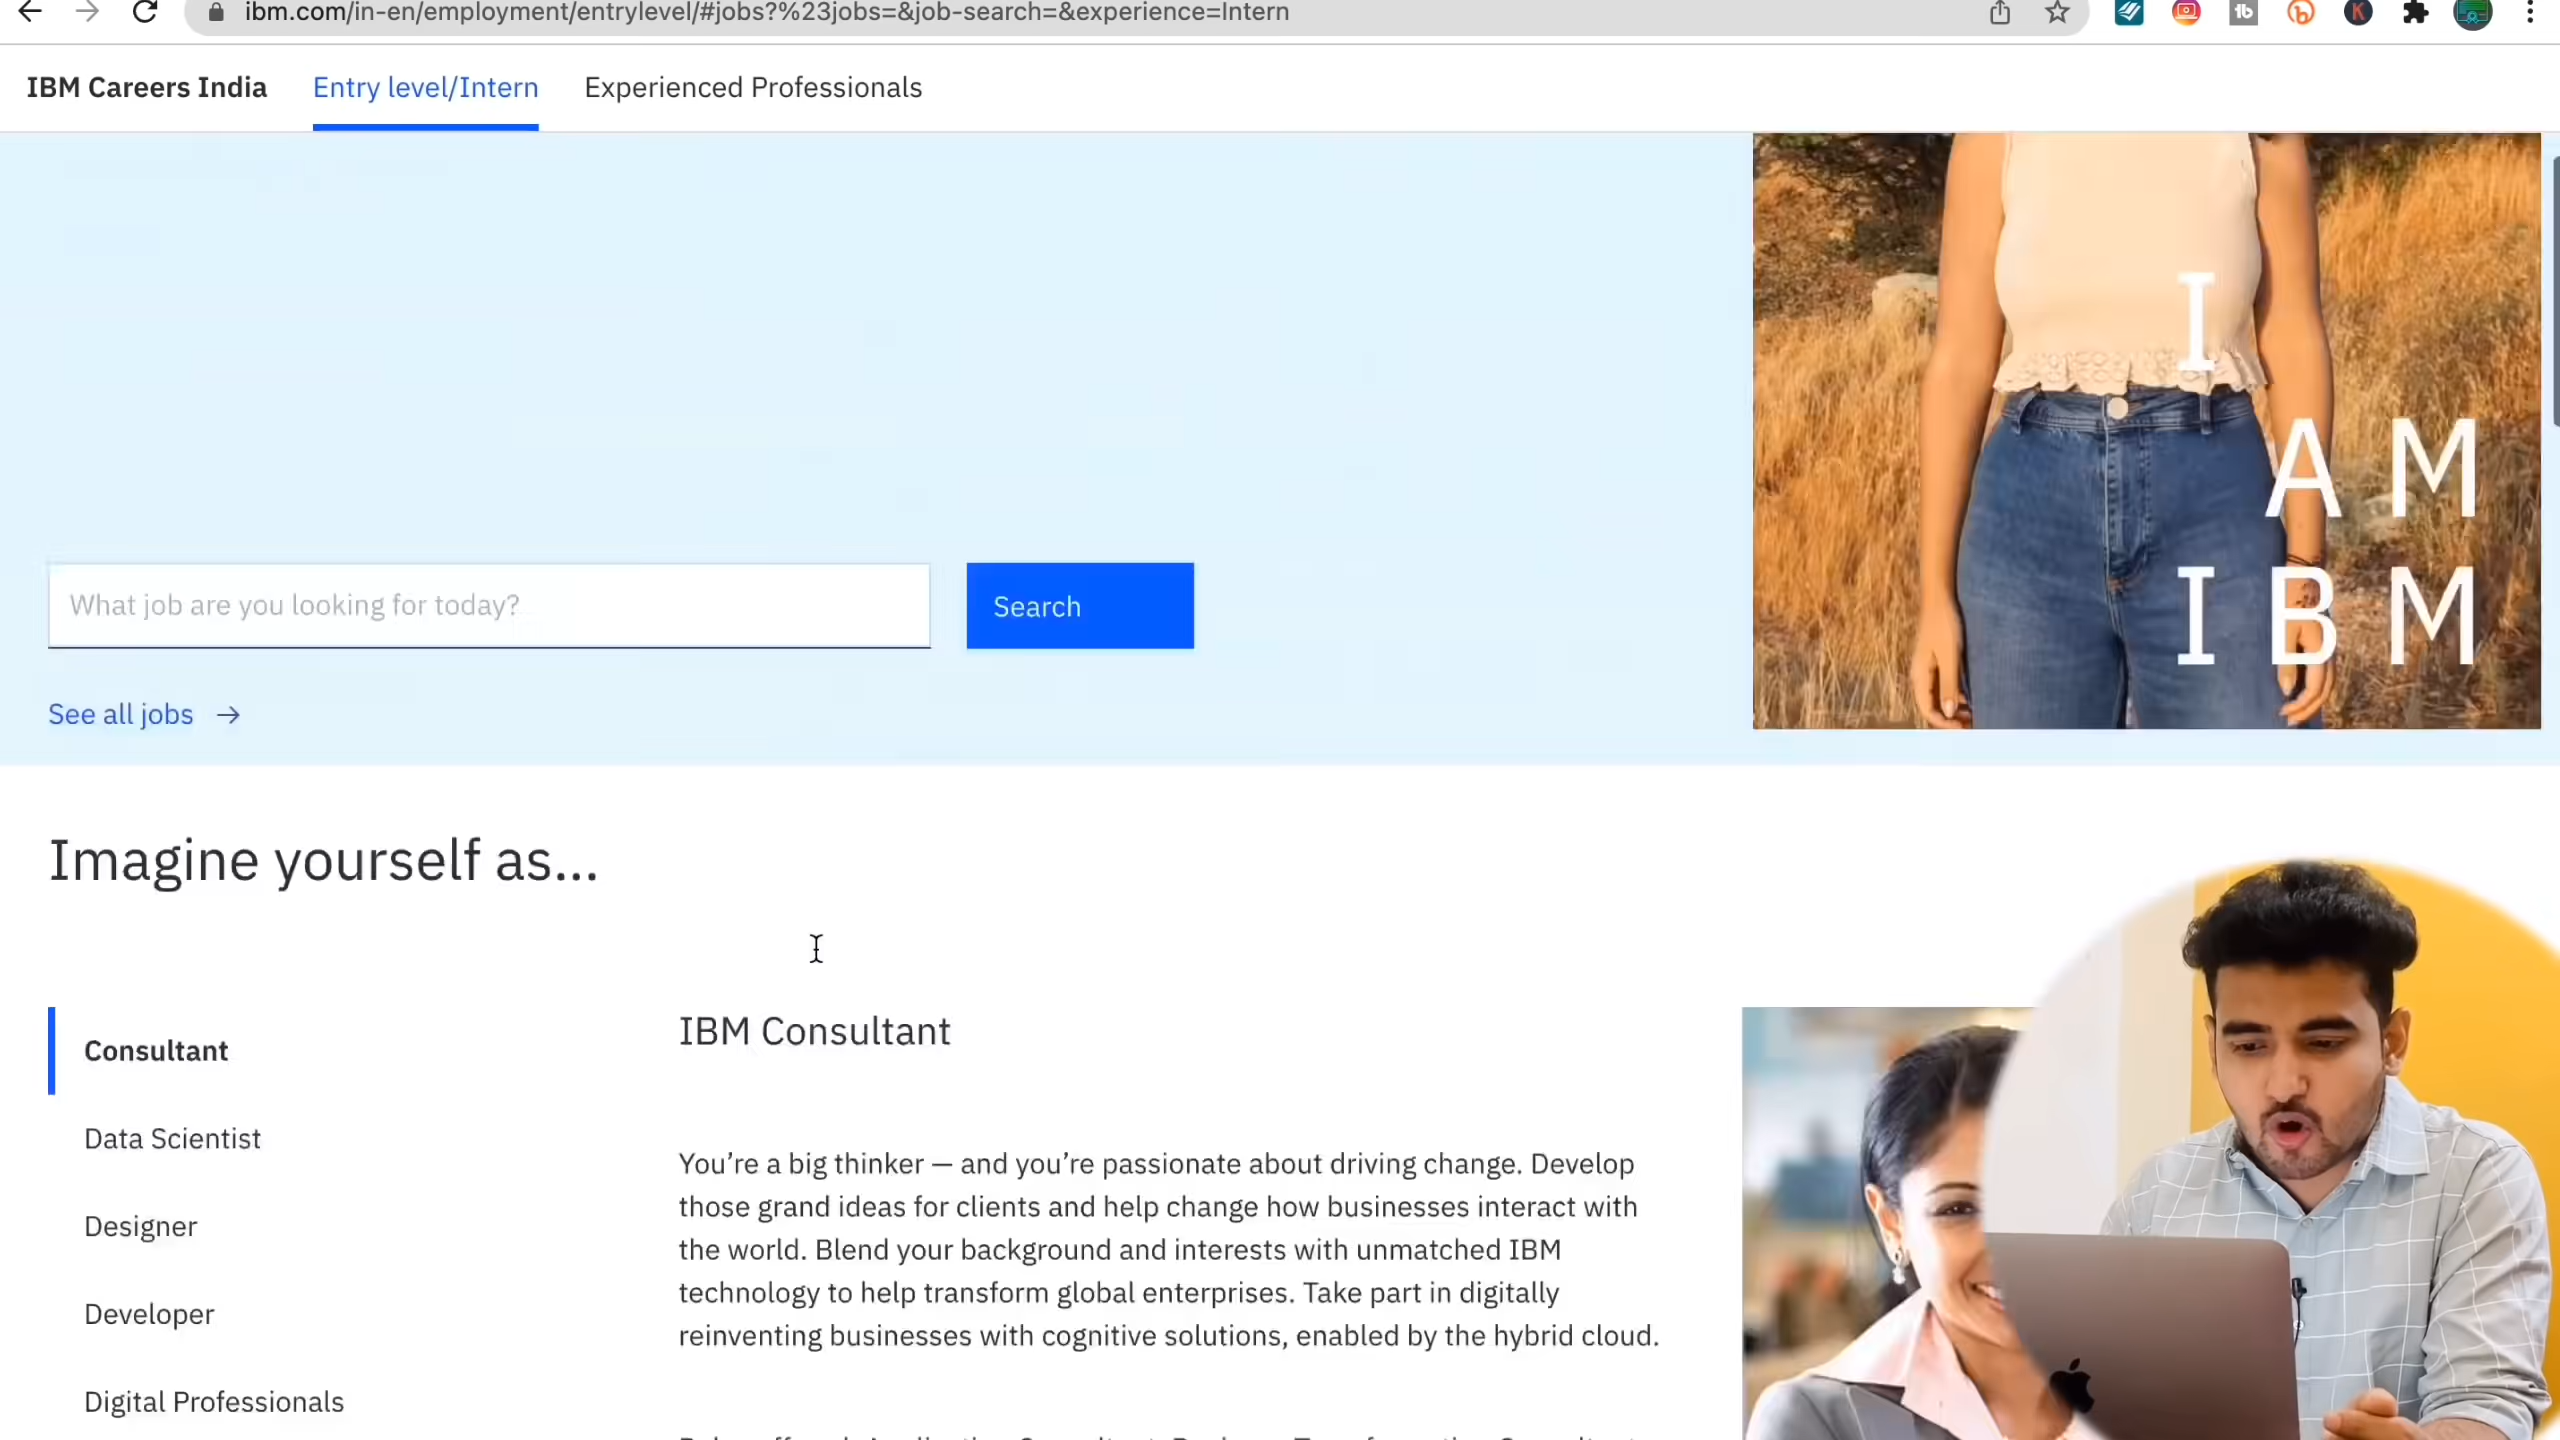 ibm.com/in-en/employment/entrylevel/#jobs?%23jobs=&job-search=&experience=Intern
IBM Careers India Entry level/Intern Experienced Professionals
I
AM
IBM
What job are you looking for today? Search
See all jobs →
Imagine yourself as...
Consultant
Data Scientist
Designer
Developer
Digital Professionals
IBM Consultant
You’re a big thinker — and you’re passionate about driving change. Develop
those grand ideas for clients and help change how businesses interact with
the world. Blend your background and interests with unmatched IBM
technology to help transform global enterprises. Take part in digitally
reinventing businesses with cognitive solutions, enabled by the hybrid cloud.